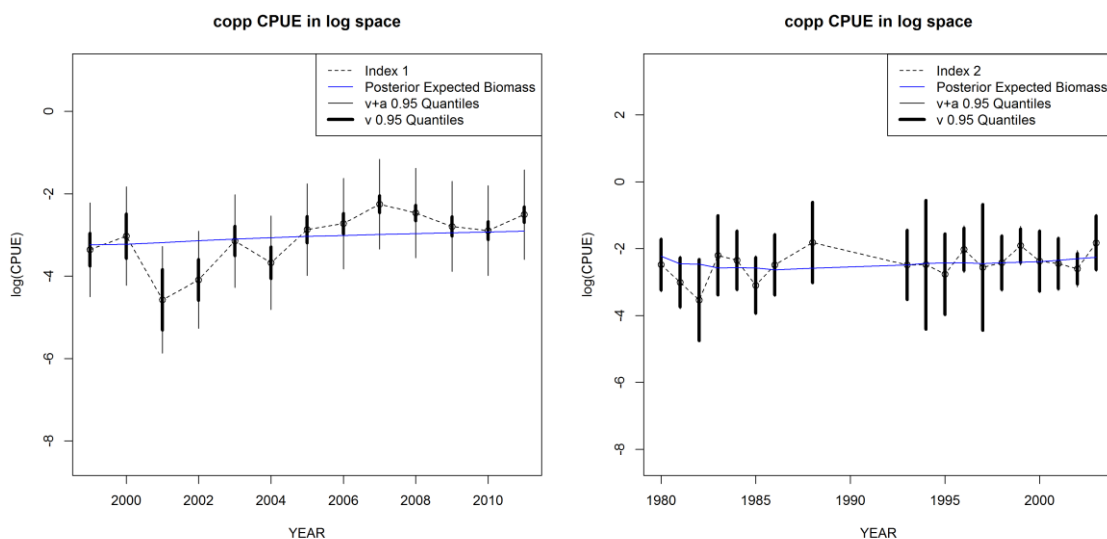 copp CPUE in log space
Index 1
Posterior Expected Biomass
v+a 0.95 Quantiles
v 0.95 Quantiles
0
-2
-4
-6
-8
log(CPUE)
2000 2002 2004 2006 2008 2010
YEAR
copp CPUE in log space
Index 2
Posterior Expected Biomass
v+a 0.95 Quantiles
v 0.95 Quantiles
2
0
-2
-4
-6
-8
log(CPUE)
1980 1985 1990 1995 2000
YEAR